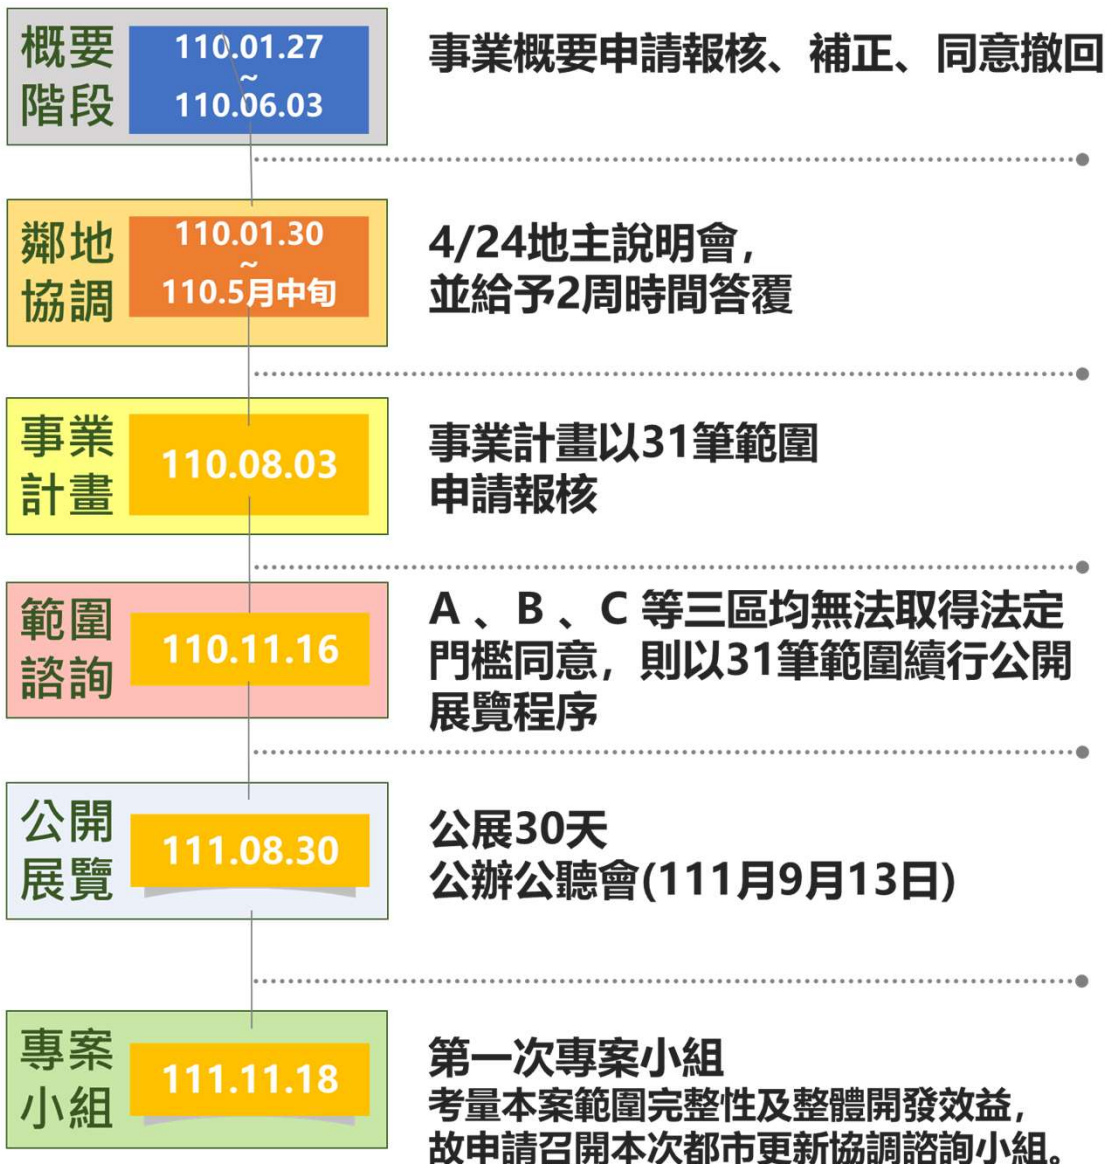 概要
階段
110.01.27
~
110.06.03
事業概要申請報核、補正、同意撤回
鄰地
協調
110.01.30
~
110.5月中旬
4/24地主說明會,
並給予2周時間答覆
事業
計畫
110.08.03
事業計畫以31筆範圍
申請報核
範圍
諮詢
110.11.16
A 、B 、C 等三區均無法取得法定
門檻同意，則以31筆範圍續行公開
展覽程序
公開
展覽
111.08.30
公展30天
公辦公聽會(111月9月13日)
專案
小組
111.11.18
第一次專案小組
考量本案範圍完整性及整體開發效益，
故申請召開本次都市更新協調諮詢小組。